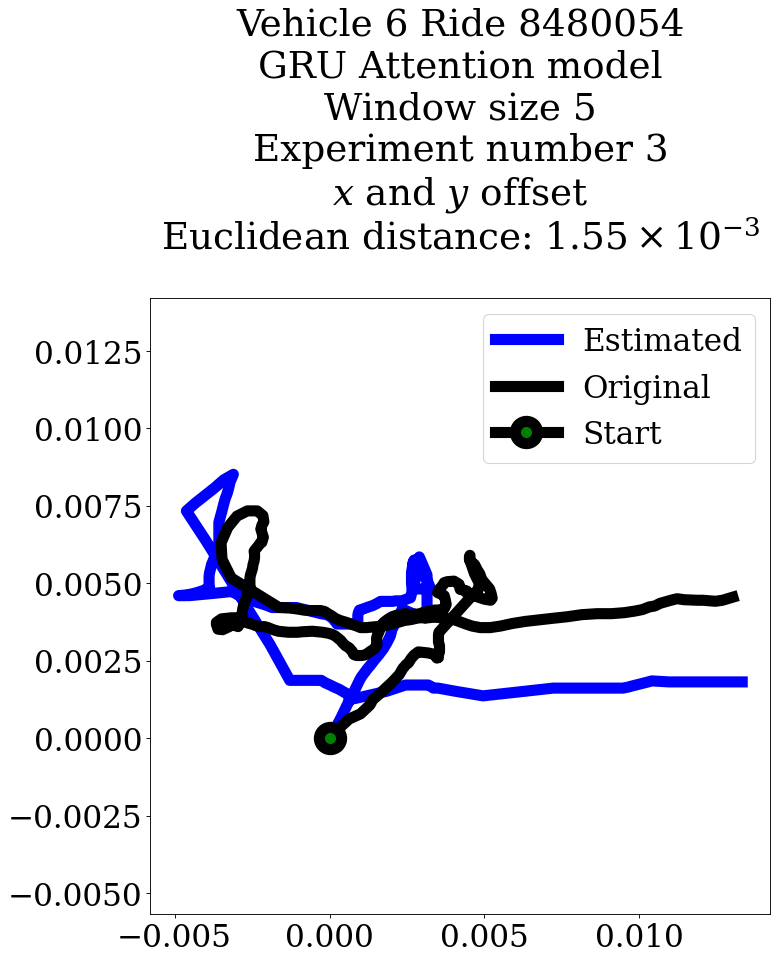 Vehicle 6 Ride 8480054
GRU Attention model
Window size 5
Experiment number 3
x and y offset
Euclidean distance: 1.55 × 10⁻³
Estimated
Original
Start
0.0125
0.0100
0.0075
0.0050
0.0025
0.0000
−0.0025
−0.0050
−0.005 0.000 0.005 0.010